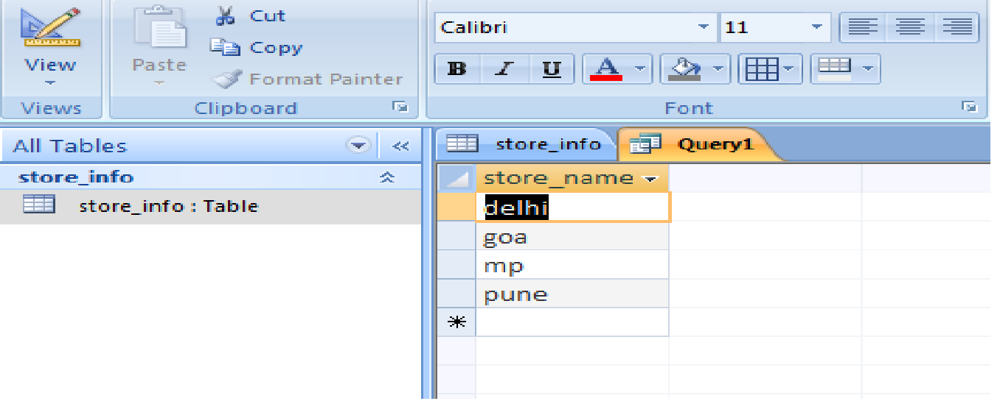 Cut
Copy
Format Painter
View
Paste
Views
Clipboard
Calibri
11
B I U A
Font
All Tables
store_info
store_info : Table
store_info
Query1
store_name
delhi
goa
mp
pune